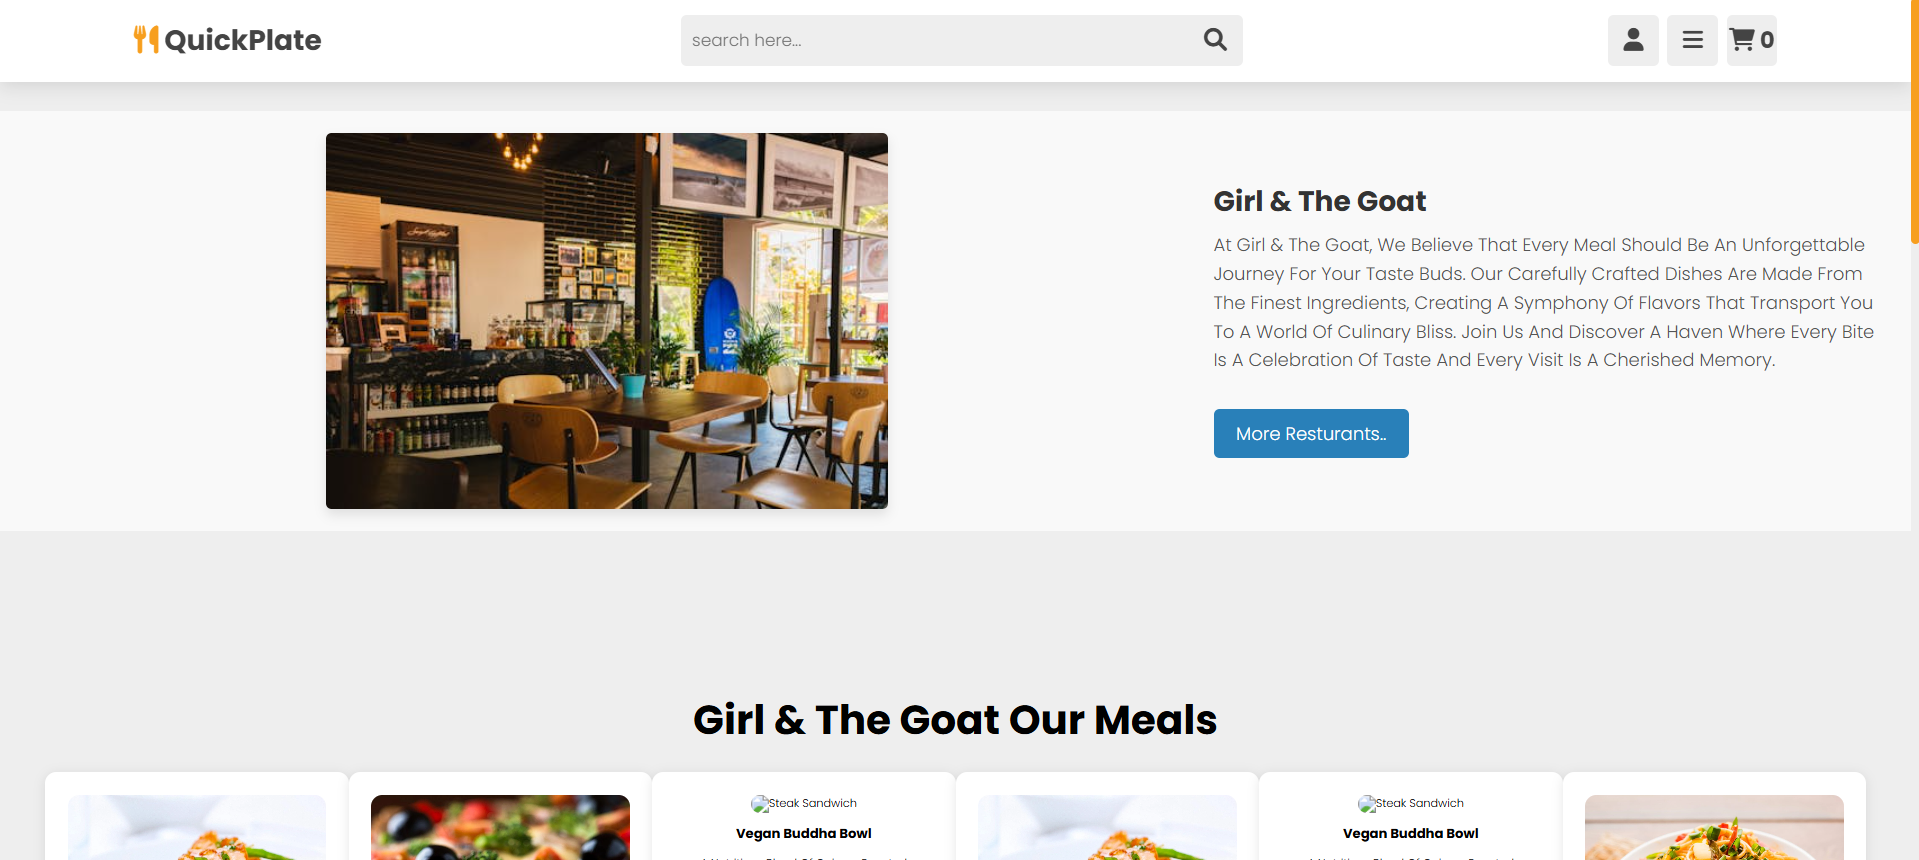 QuickPlate
search here...
0
Girl & The Goat
At Girl & The Goat, We Believe That Every Meal Should Be An Unforgettable
Journey For Your Taste Buds. Our Carefully Crafted Dishes Are Made From
The Finest Ingredients, Creating A Symphony Of Flavors That Transport You
To A World Of Culinary Bliss. Join Us And Discover A Haven Where Every Bite
Is A Celebration Of Taste And Every Visit Is A Cherished Memory.
More Resturants..
Girl & The Goat Our Meals
Steak Sandwich
Vegan Buddha Bowl
Steak Sandwich
Vegan Buddha Bowl